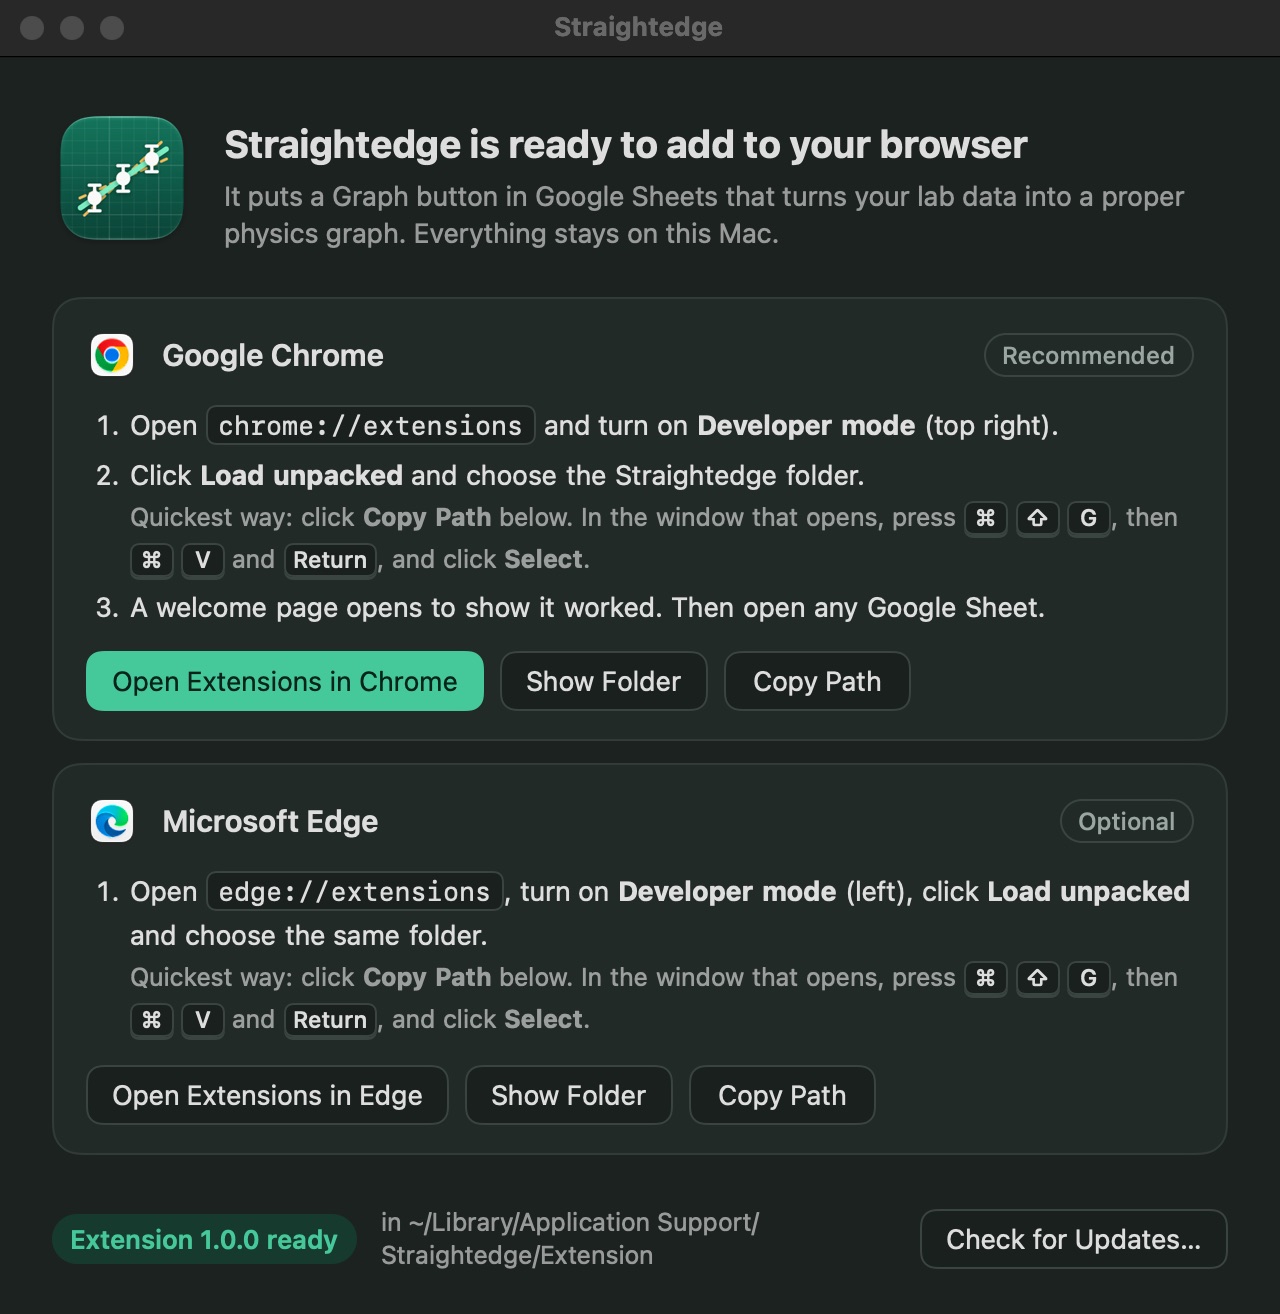 Straightedge
Straightedge is ready to add to your browser
It puts a Graph button in Google Sheets that turns your lab data into a proper
physics graph. Everything stays on this Mac.
Google Chrome
Recommended
1. Open chrome://extensions and turn on Developer mode (top right).
2. Click Load unpacked and choose the Straightedge folder.
Quickest way: click Copy Path below. In the window that opens, press ⌘ ⇧ G, then
⌘ V and Return, and click Select.
3. A welcome page opens to show it worked. Then open any Google Sheet.
Open Extensions in Chrome
Show Folder
Copy Path
Microsoft Edge
Optional
1. Open edge://extensions, turn on Developer mode (left), click Load unpacked
and choose the same folder.
Quickest way: click Copy Path below. In the window that opens, press ⌘ ⇧ G, then
⌘ V and Return, and click Select.
Open Extensions in Edge
Show Folder
Copy Path
Extension 1.0.0 ready
in ~/Library/Application Support/
Straightedge/Extension
Check for Updates...